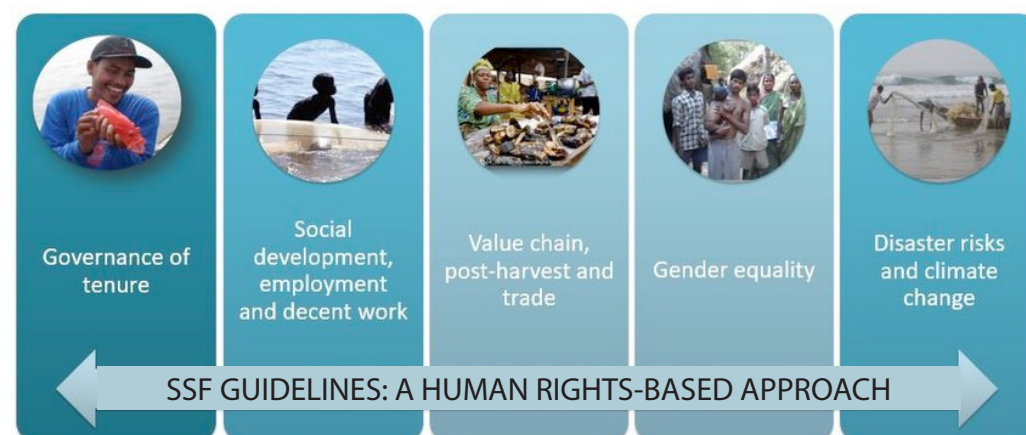 Governance of
tenure
Social
development,
employment
and decent work
Value chain,
post-harvest and
trade
Gender equality
Disaster risks
and climate
change
SSF GUIDELINES: A HUMAN RIGHTS-BASED APPROACH